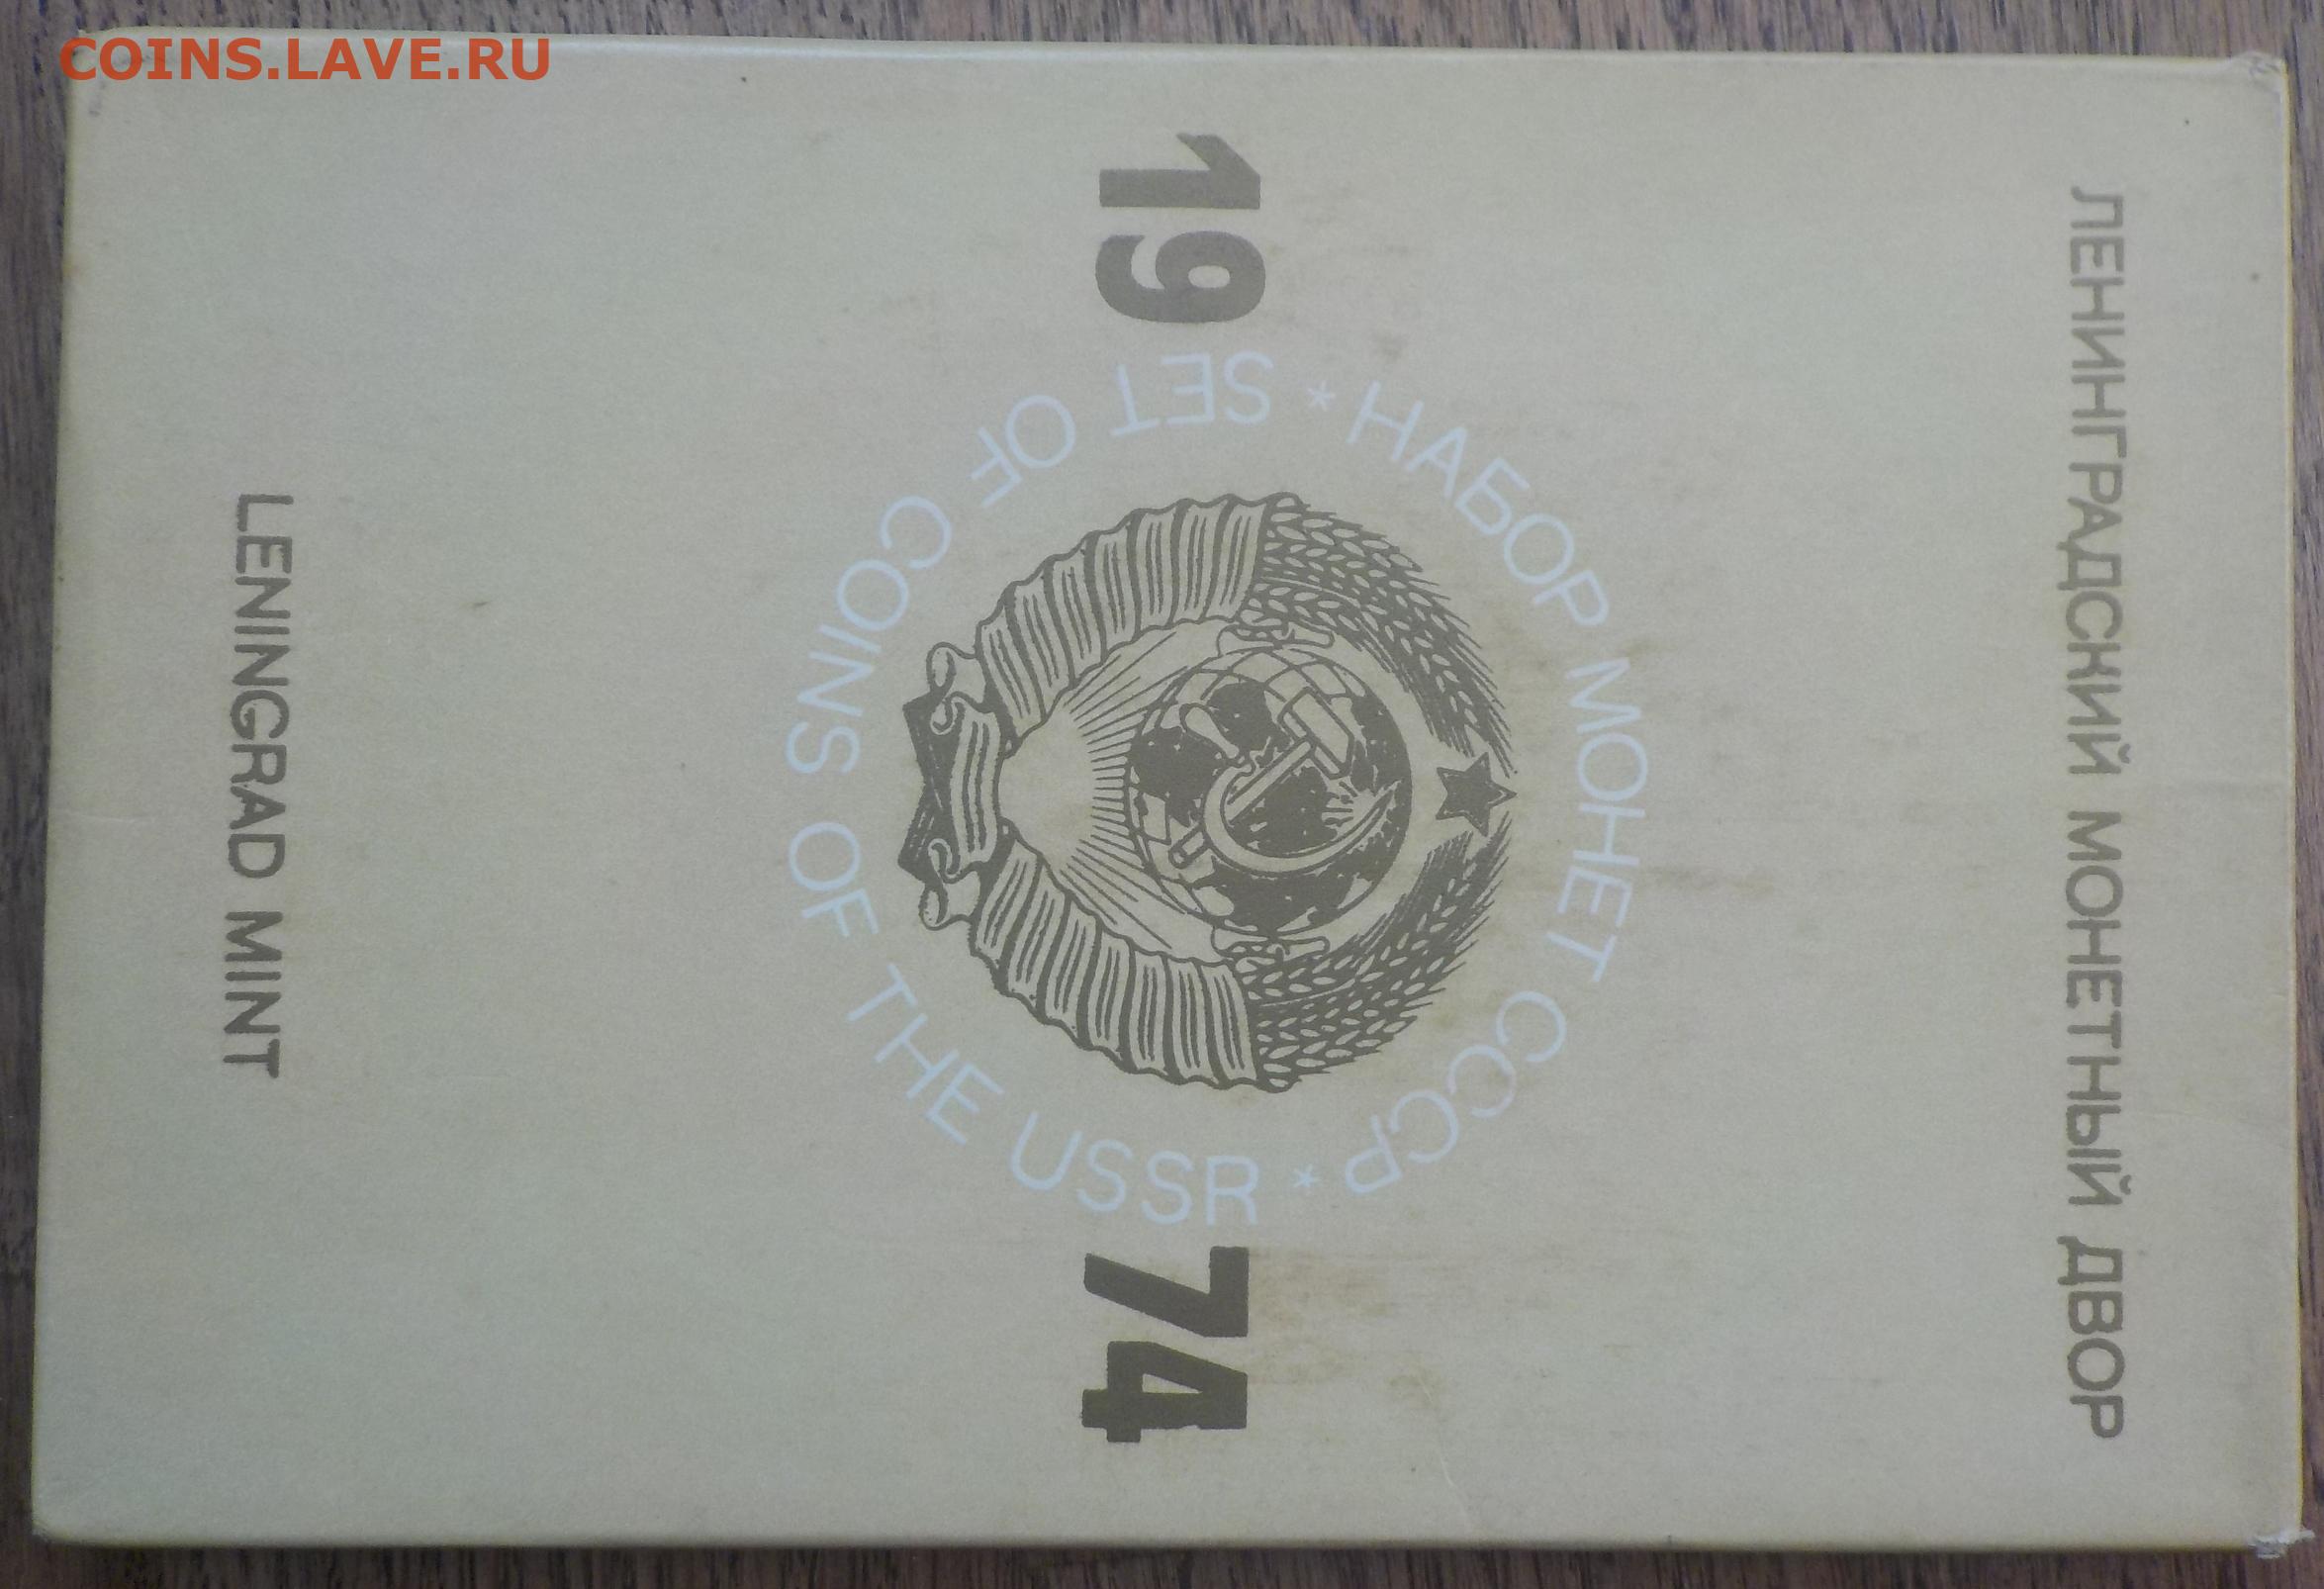 COINS.LAVE.RU
ЛЕНИНГРАДСКИЙ МОНЕТНЫЙ ДВОР
* НАБОР МОНЕТ СССР *
19 74
SET OF COINS OF THE USSR
LENINGRAD MINT